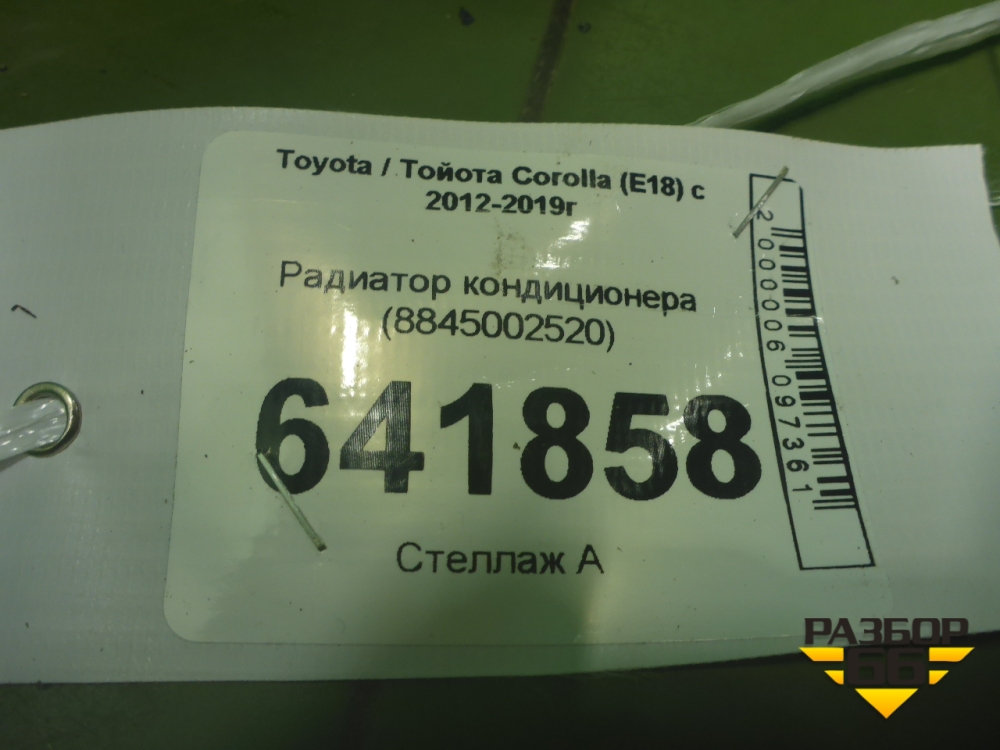 Toyota / Тойота Corolla (E18) с
2012-2019г
Радиатор кондиционера
(8845002520)
641858
Стеллаж А
2000006097361
РАЗБОР
66